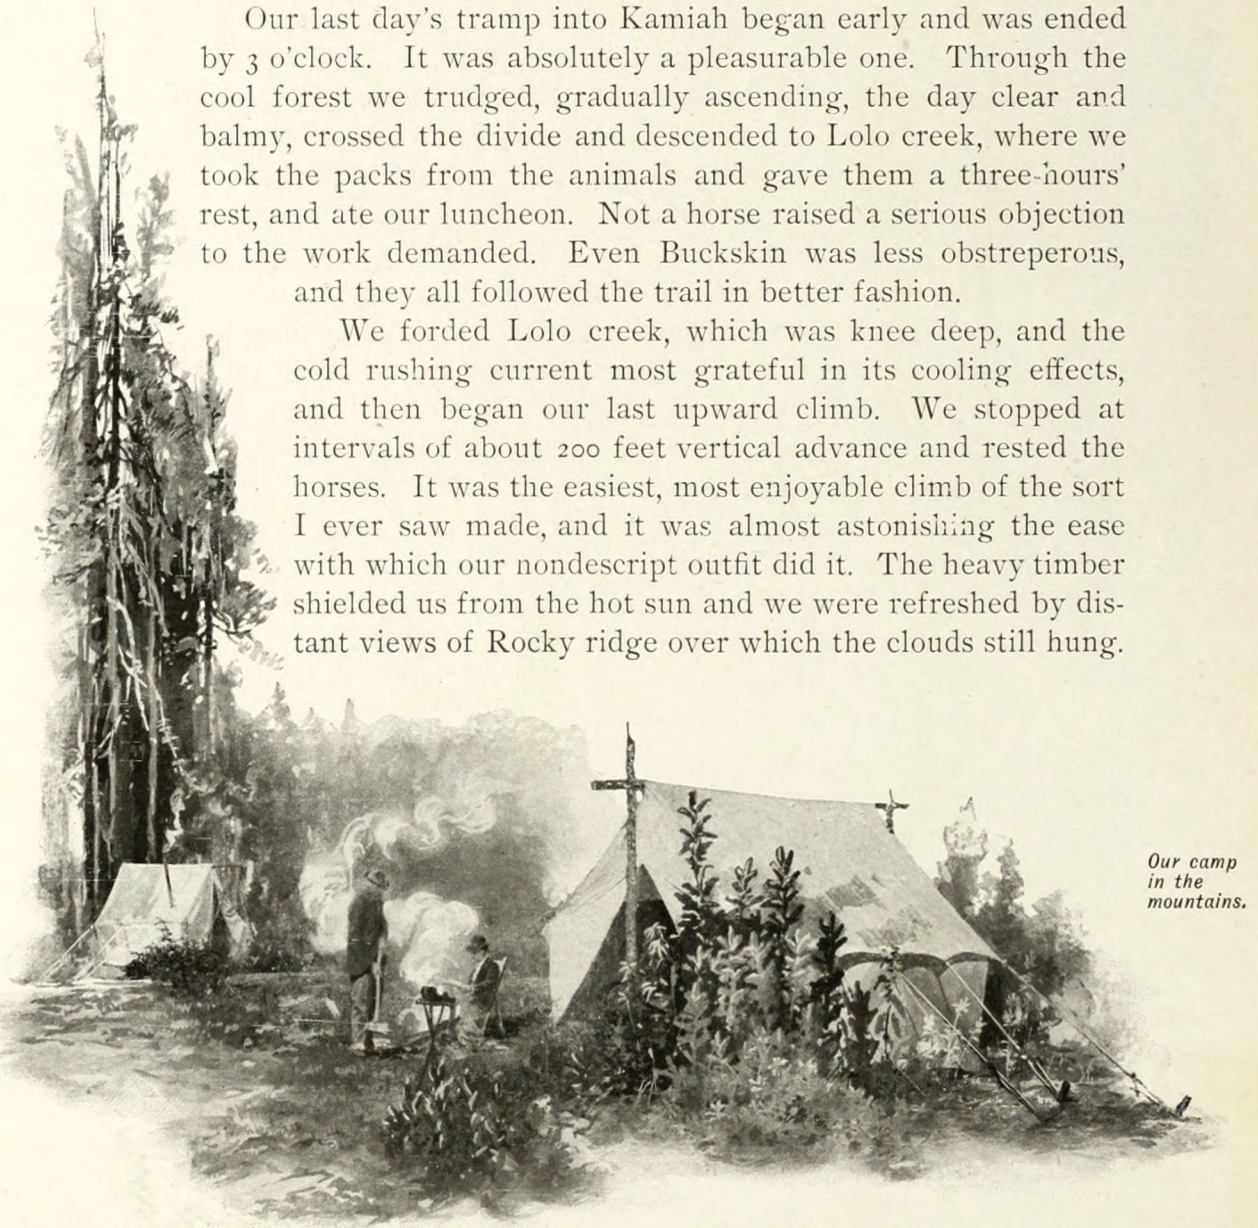 Our last day's tramp into Kamiah began early and was ended
by 3 o'clock. It was absolutely a pleasurable one. Through the
cool forest we trudged, gradually ascending, the day clear and
balmy, crossed the divide and descended to Lolo creek, where we
took the packs from the animals and gave them a three-hours'
rest, and ate our luncheon. Not a horse raised a serious objection
to the work demanded. Even Buckskin was less obstreperous,
and they all followed the trail in better fashion.
We forded Lolo creek, which was knee deep, and the
cold rushing current most grateful in its cooling effects,
and then began our last upward climb. We stopped at
intervals of about 200 feet vertical advance and rested the
horses. It was the easiest, most enjoyable climb of the sort
I ever saw made, and it was almost astonishing the ease
with which our nondescript outfit did it. The heavy timber
shielded us from the hot sun and we were refreshed by dis-
tant views of Rocky ridge over which the clouds still hung.
Our camp
in the
mountains.